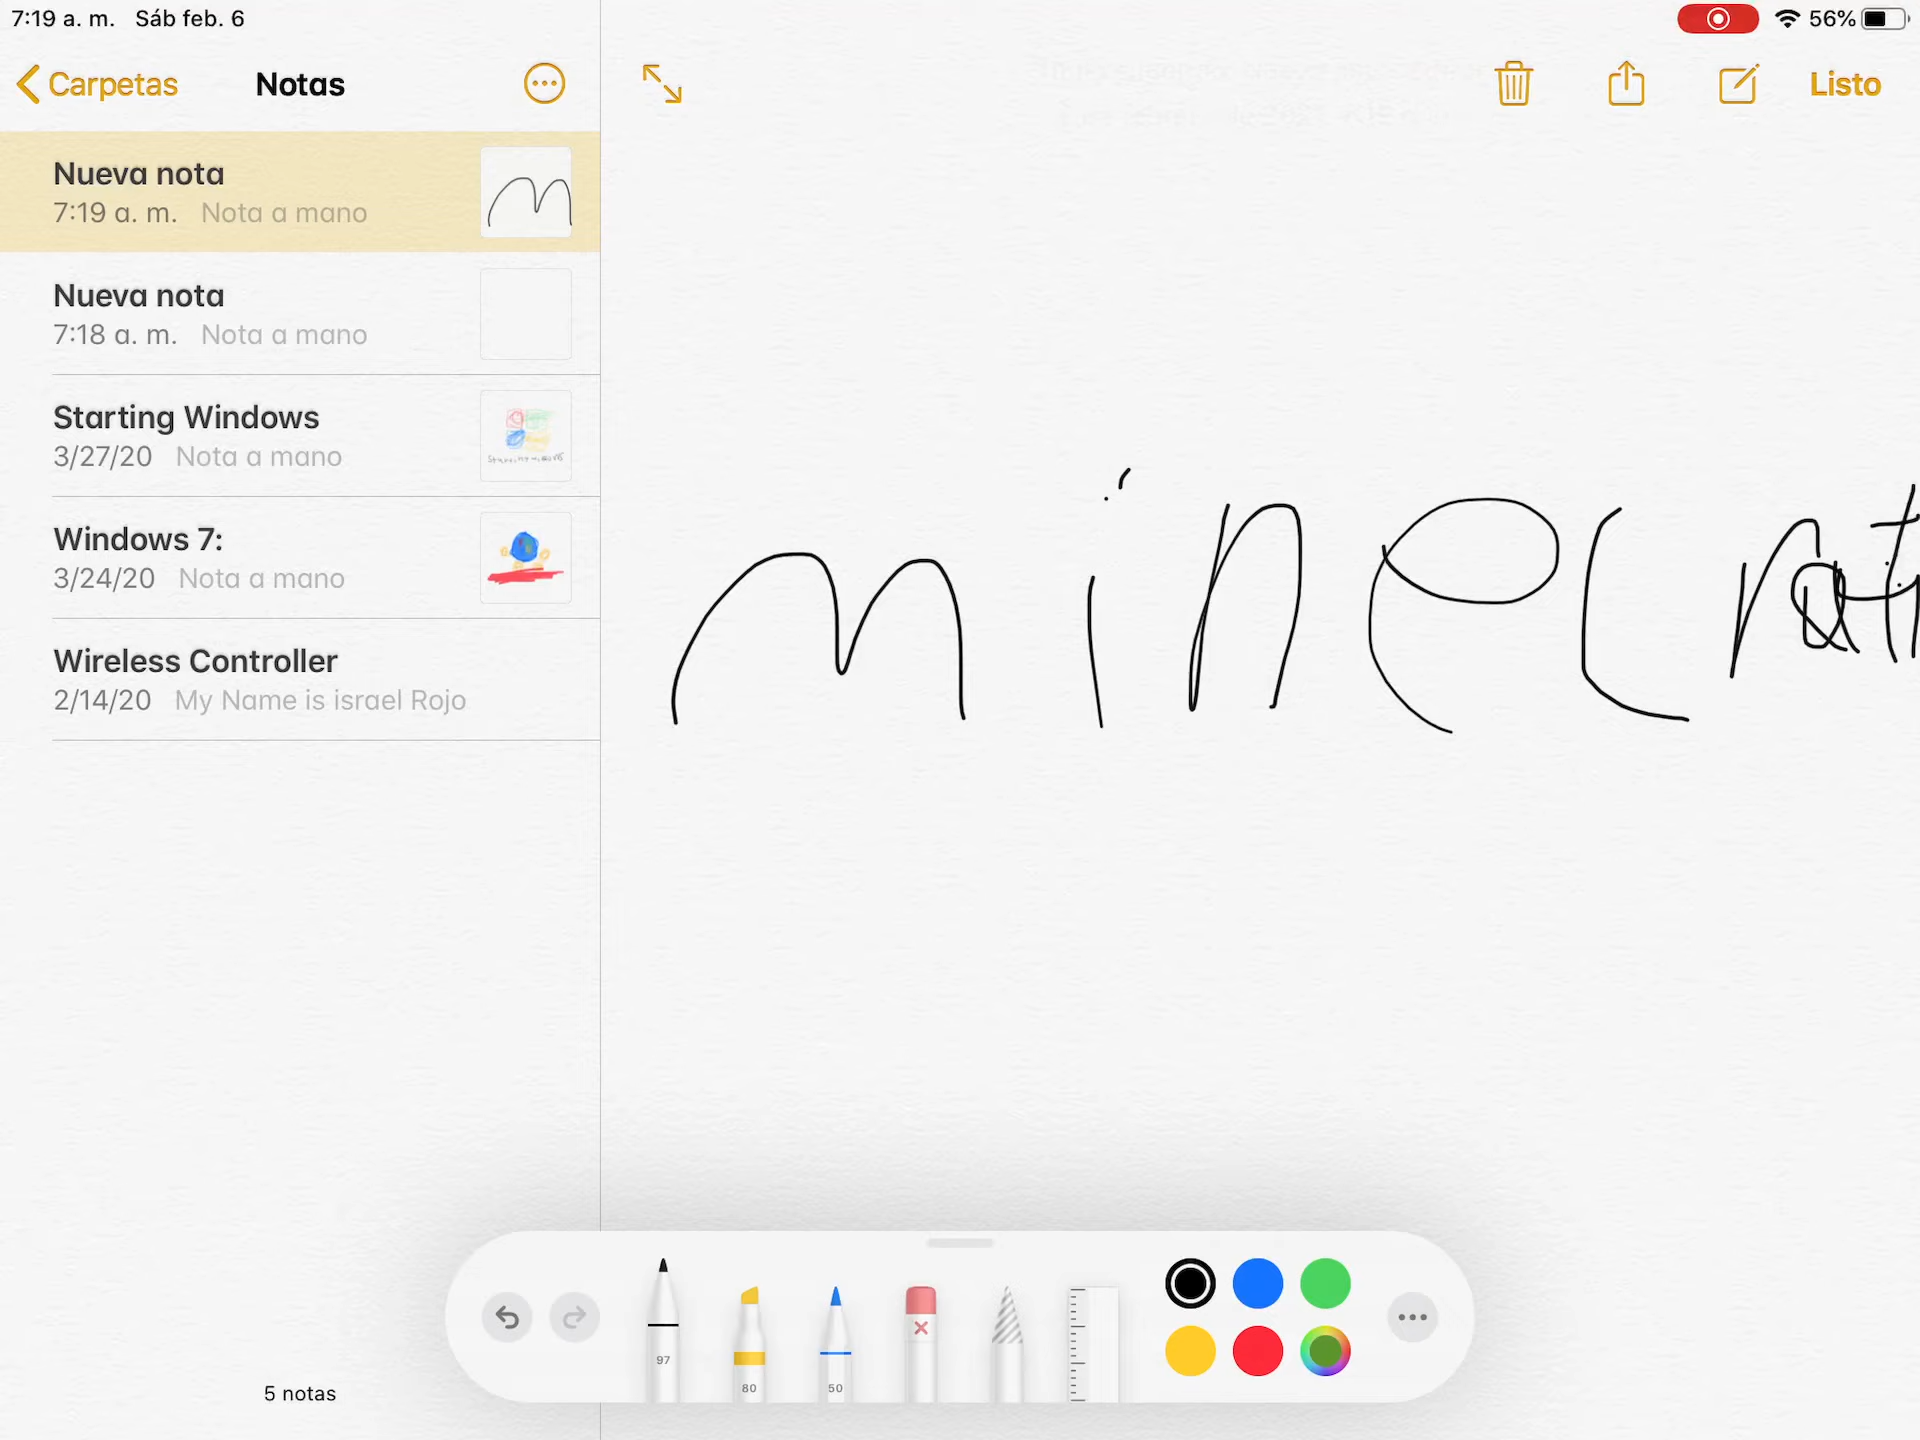 7:19 a. m. Sáb feb. 6
56%
Carpetas
Notas
Listo
Nueva nota
7:19 a. m. Nota a mano
Nueva nota
7:18 a. m. Nota a mano
Starting Windows
3/27/20 Nota a mano
Windows 7:
3/24/20 Nota a mano
Wireless Controller
2/14/20 My Name is israel Rojo
minecr
97
80
50
5 notas